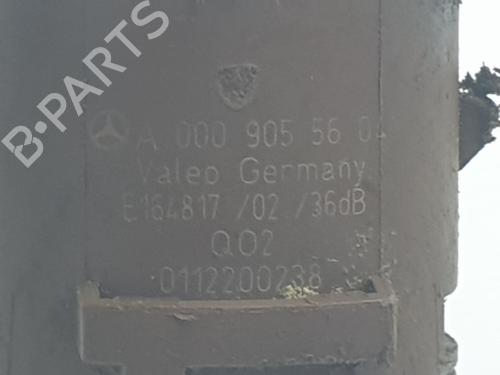 B-PARTS
A 000 905 56 04
Valeo Germany
E164817 /02 /36dB
Q02
0112200238